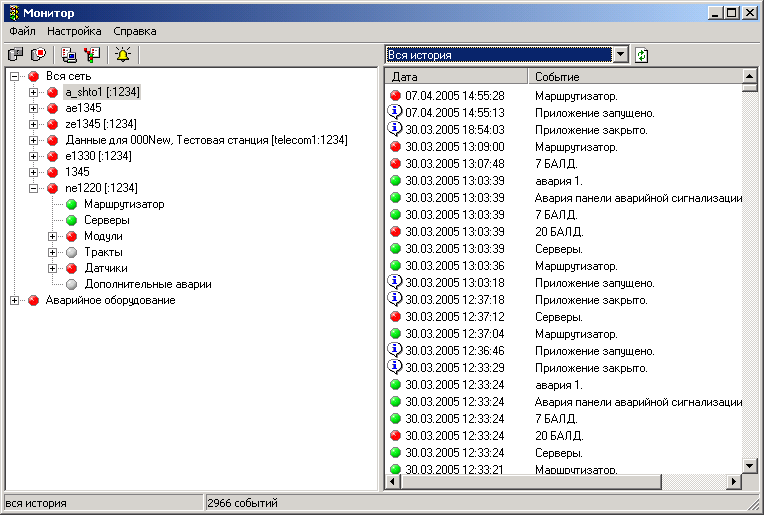 Монитор
Файл Настройка Справка
Вся история
Вся сеть
a_shto1 [:1234]
ae1345
ze1345 [:1234]
Данные для 000New, Тестовая станция [telecom1:1234]
e1330 [:1234]
1345
ne1220 [:1234]
Маршрутизатор
Серверы
Модули
Тракты
Датчики
Дополнительные аварии
Аварийное оборудование
Дата Событие
07.04.2005 14:55:28 Маршрутизатор.
07.04.2005 14:55:13 Приложение запущено.
30.03.2005 18:54:03 Приложение закрыто.
30.03.2005 13:09:00 Маршрутизатор.
30.03.2005 13:07:48 7 БАЛД.
30.03.2005 13:03:39 авария 1.
30.03.2005 13:03:39 Авария панели аварийной сигнализации
30.03.2005 13:03:39 7 БАЛД.
30.03.2005 13:03:39 20 БАЛД.
30.03.2005 13:03:39 Серверы.
30.03.2005 13:03:36 Маршрутизатор.
30.03.2005 13:03:18 Приложение запущено.
30.03.2005 12:37:18 Приложение закрыто.
30.03.2005 12:37:12 Серверы.
30.03.2005 12:37:04 Маршрутизатор.
30.03.2005 12:36:46 Приложение запущено.
30.03.2005 12:33:29 Приложение закрыто.
30.03.2005 12:33:24 авария 1.
30.03.2005 12:33:24 Авария панели аварийной сигнализации
30.03.2005 12:33:24 7 БАЛД.
30.03.2005 12:33:24 20 БАЛД.
30.03.2005 12:33:24 Серверы.
30.03.2005 12:33:21 Маршрутизатор.
вся история 2966 событий